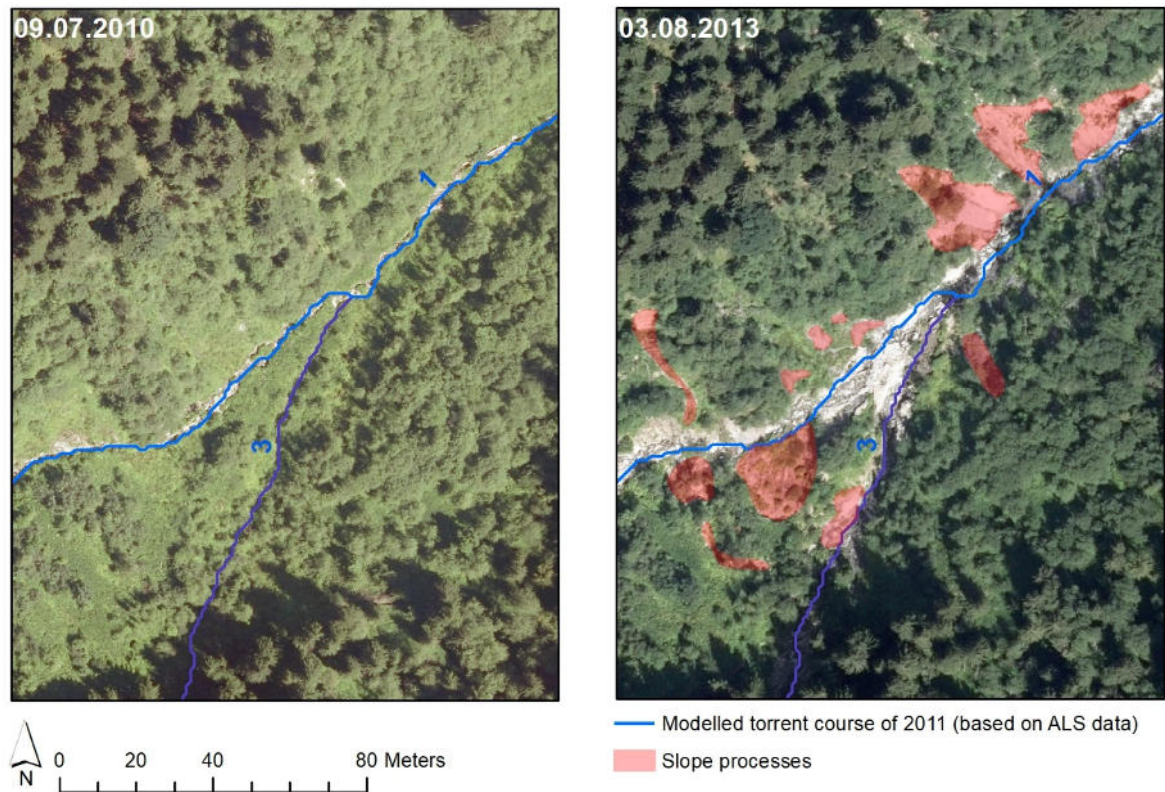 09.07.2010
1
3
03.08.2013
1
3
N
0 20 40 80 Meters
Modelled torrent course of 2011 (based on ALS data)
Slope processes